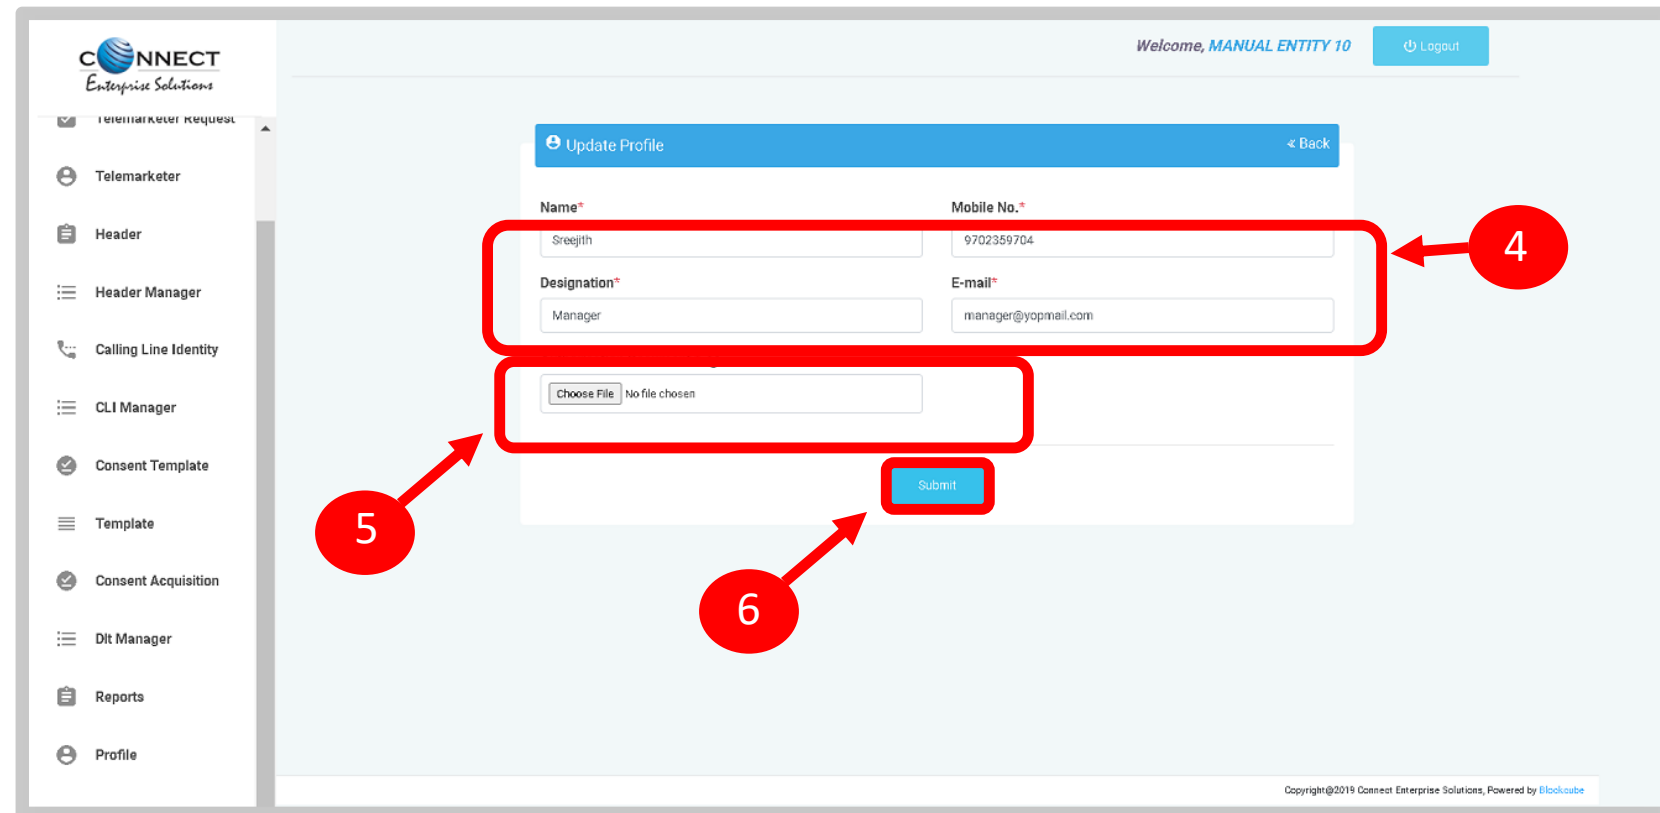 CONNECT
Enterprise Solutions
Welcome, MANUAL ENTITY 10
Logout
Telemarketer Request
Telemarketer
Header
Header Manager
Calling Line Identity
CLI Manager
Consent Template
Template
Consent Acquisition
Dlt Manager
Reports
Profile
Update Profile
« Back
Name*
Mobile No.*
Sreejith
9702359704
4
Designation*
E-mail*
Manager
manager@yopmail.com
Choose File No file chosen
5
Submit
6
Copyright@2019 Connect Enterprise Solutions, Powered by Blockcube